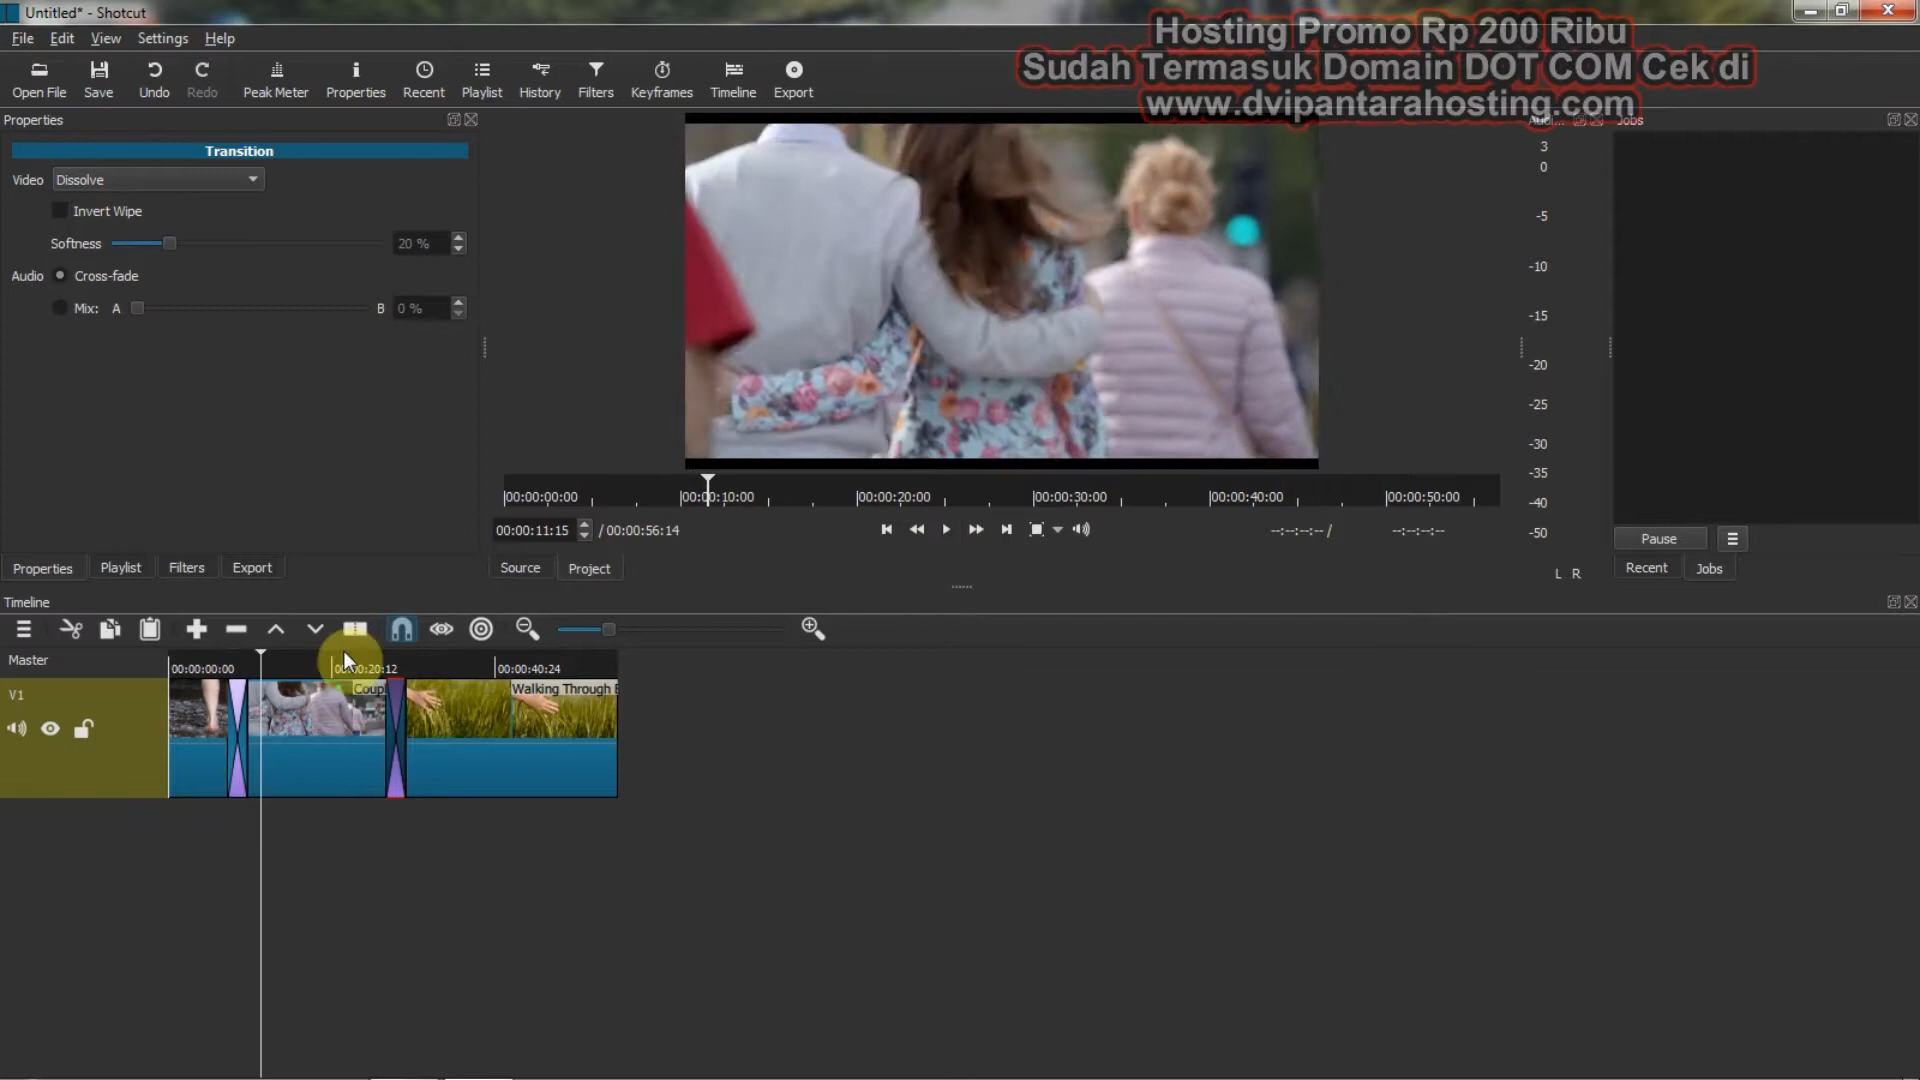 Untitled* - Shotcut
File Edit View Settings Help
Hosting Promo Rp 200 Ribu
Sudah Termasuk Domain DOT COM Cek di
www.dvipantarahosting.com
Open File Save Undo Redo Peak Meter Properties Recent Playlist History Filters Keyframes Timeline Export
Properties
Jobs
Transition
Video Dissolve
Invert Wipe
Softness 20 %
Audio Cross-fade
Mix: A B 0 %
3
0
-5
-10
-15
-20
-25
-30
-35
-40
-50
L R
00:00:00:00 00:00:10:00 00:00:20:00 00:00:30:00 00:00:40:00 00:00:50:00
00:00:11:15 / 00:00:56:14 --:--:--:-- / --:--:--:--
Pause
Properties Playlist Filters Export
Source Project
Recent Jobs
Timeline
Master
00:00:00:00 00:00:20:12 00:00:40:24
V1
Coupl
Walking Through